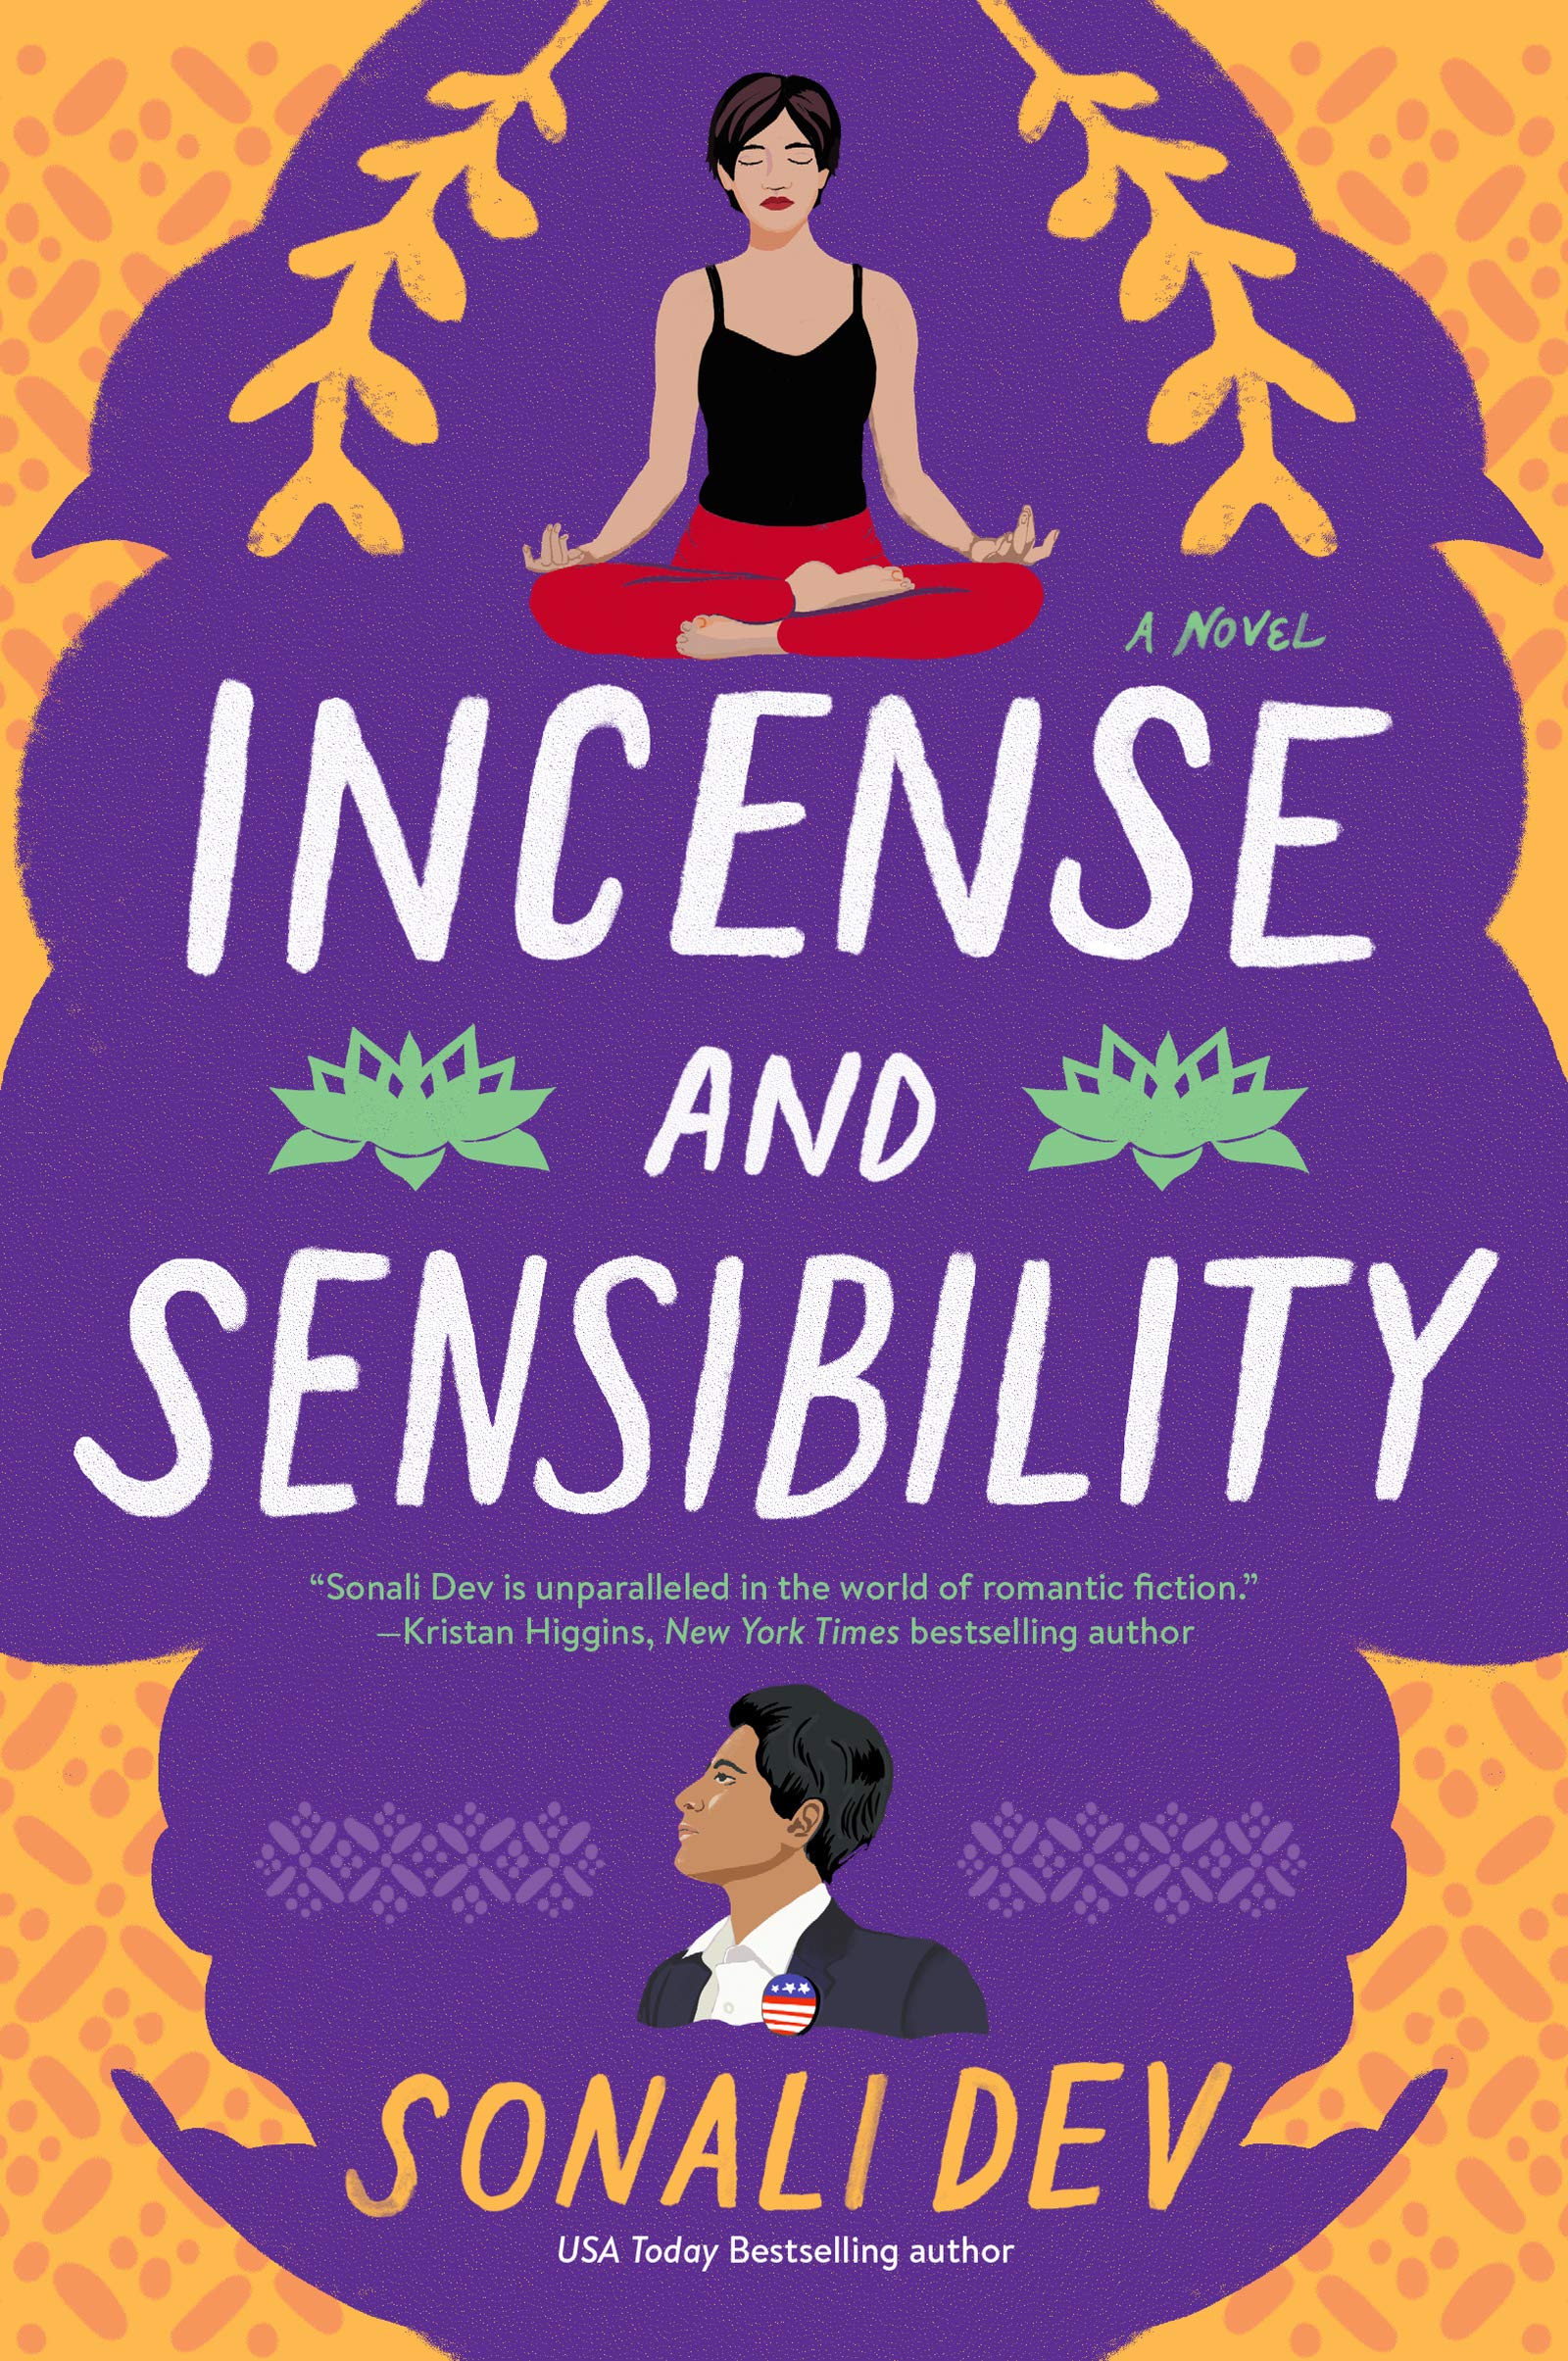 A NOVEL
INCENSE
AND
SENSIBILITY
“Sonali Dev is unparalleled in the world of romantic fiction.”
—Kristan Higgins, New York Times bestselling author
SONALI DEV
USA Today Bestselling author